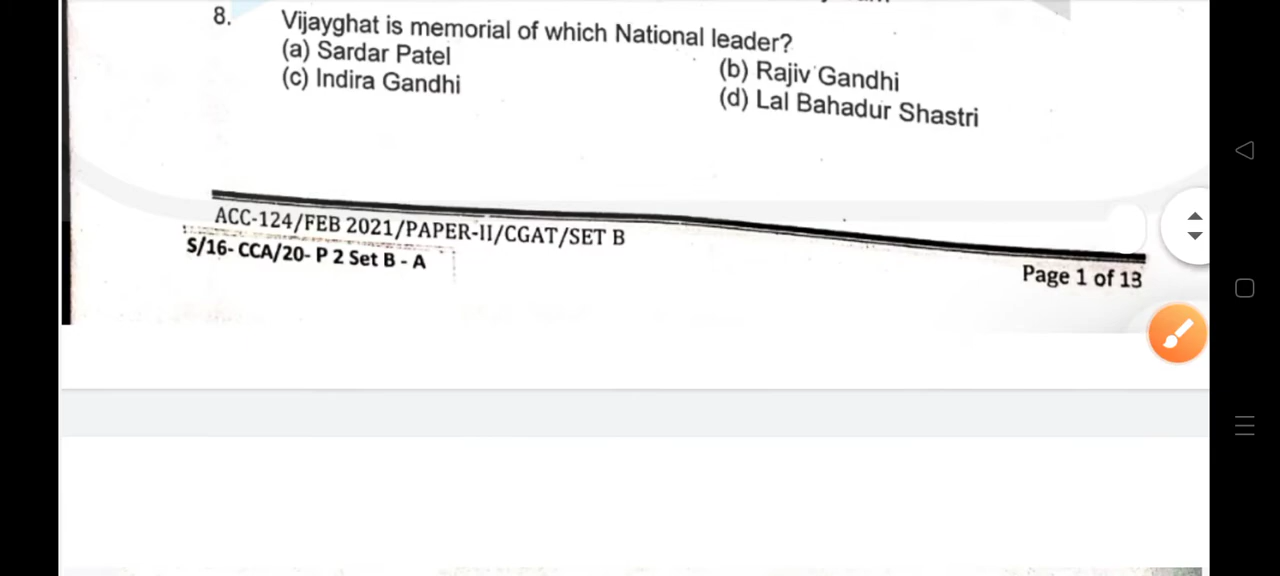 8. Vijayghat is memorial of which National leader?
(a) Sardar Patel
(b) Rajiv Gandhi
(c) Indira Gandhi
(d) Lal Bahadur Shastri
ACC-124/FEB 2021/PAPER-II/CGAT/SET B
S/16- CCA/20- P 2 Set B - A
Page 1 of 13